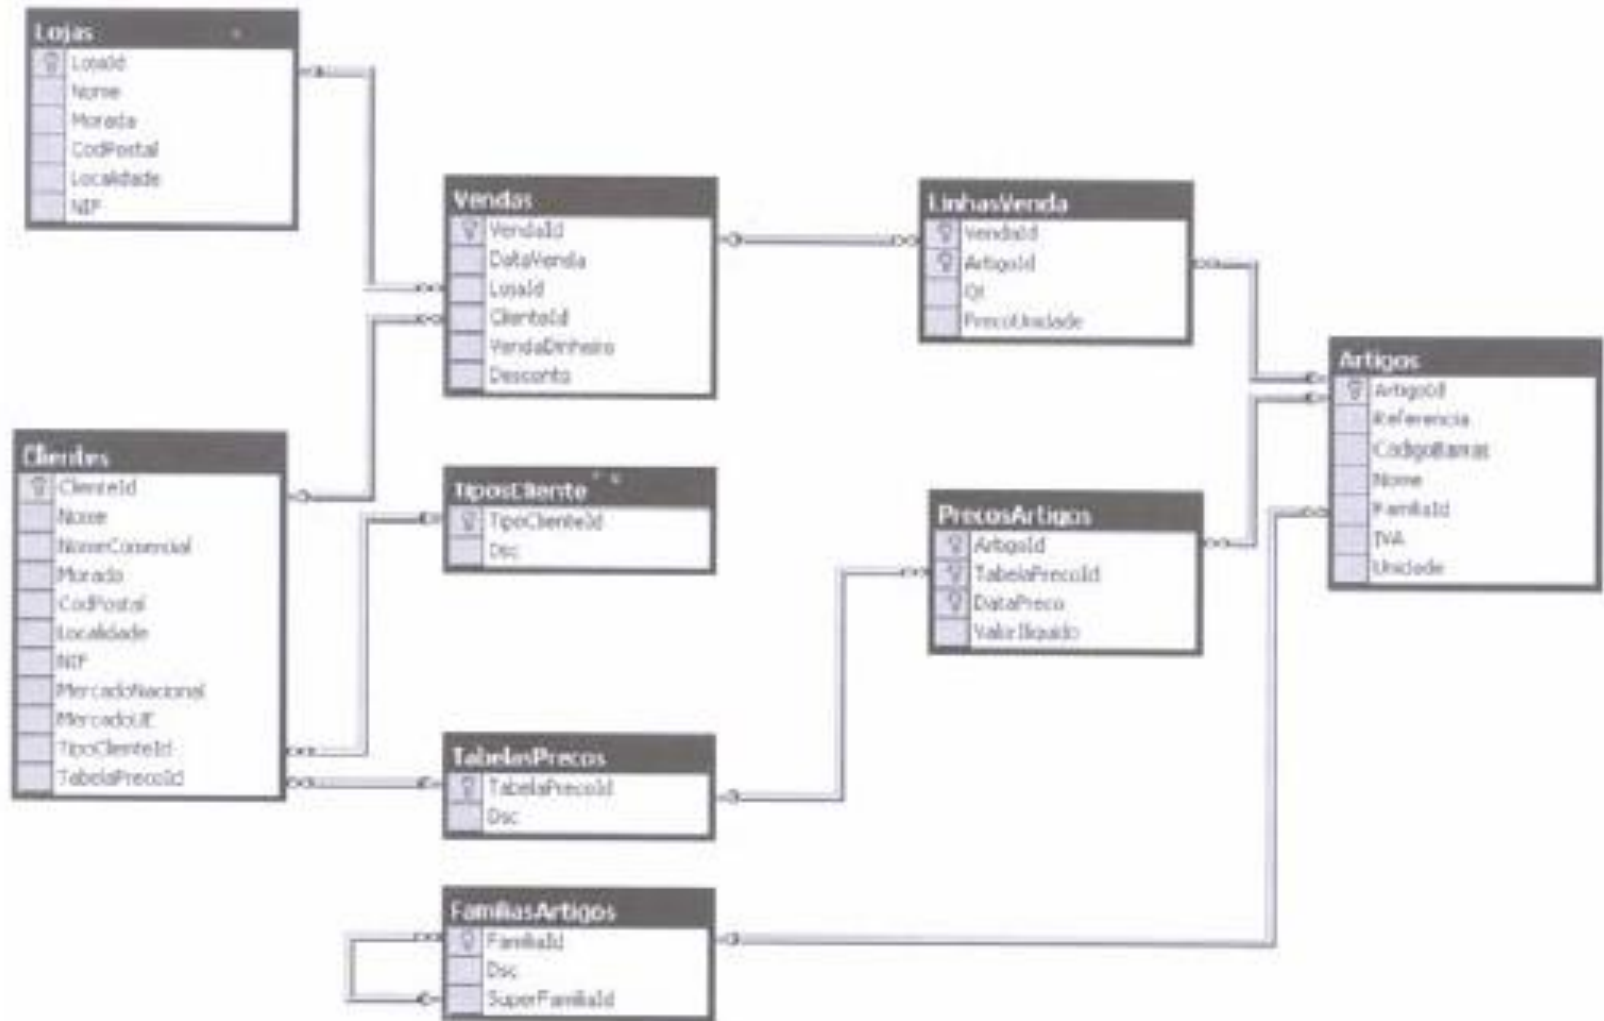 Lojas
LojaId
Nome
Morada
CodPostal
Localidade
NIF
Vendas
VendaId
DataVenda
LojaId
ClienteId
VendaDinheiro
Desconto
LinhasVenda
VendaId
ArtigoId
Qt
PrecoUnidade
Artigos
ArtigoId
Referencia
CodigoBarras
Nome
FamiliaId
IVA
Unidade
Clientes
ClienteId
Nome
NomeComercial
Morada
CodPostal
Localidade
NIF
MercadoNacional
MercadoUE
TipoClienteId
TabelaPrecoId
TiposCliente
TipoClienteId
Dsc
PrecosArtigos
ArtigoId
TabelaPrecoId
DataPreco
ValorIliquido
TabelasPrecos
TabelaPrecoId
Dsc
FamiliasArtigos
FamiliaId
Dsc
SuperFamiliaId